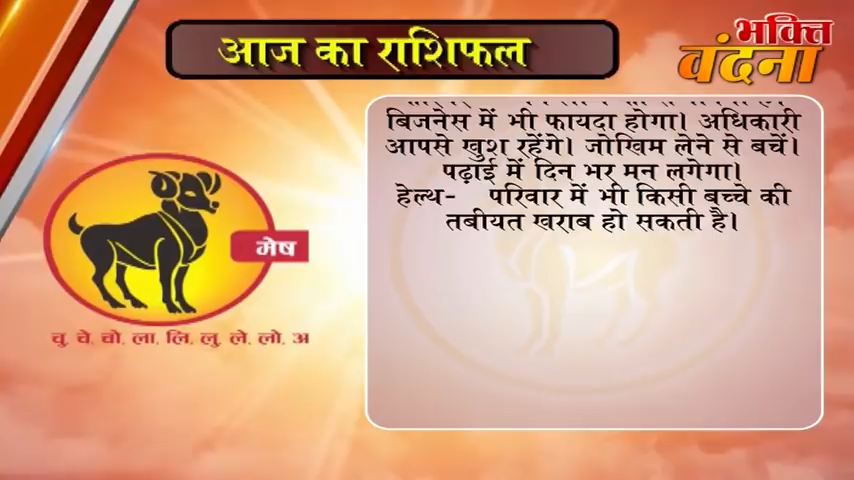 आज का राशिफल
भक्ति
वंदना
बिजनेस में भी फायदा होगा। अधिकारी
आपसे खुश रहेंगे। जोखिम लेने से बचें।
पढ़ाई में दिन भर मन लगेगा।
हेल्थ- परिवार में भी किसी बच्चे की
तबीयत खराब हो सकती है।
मेष
चु, चे, चो, ला, लि, लु, ले, लो, अ